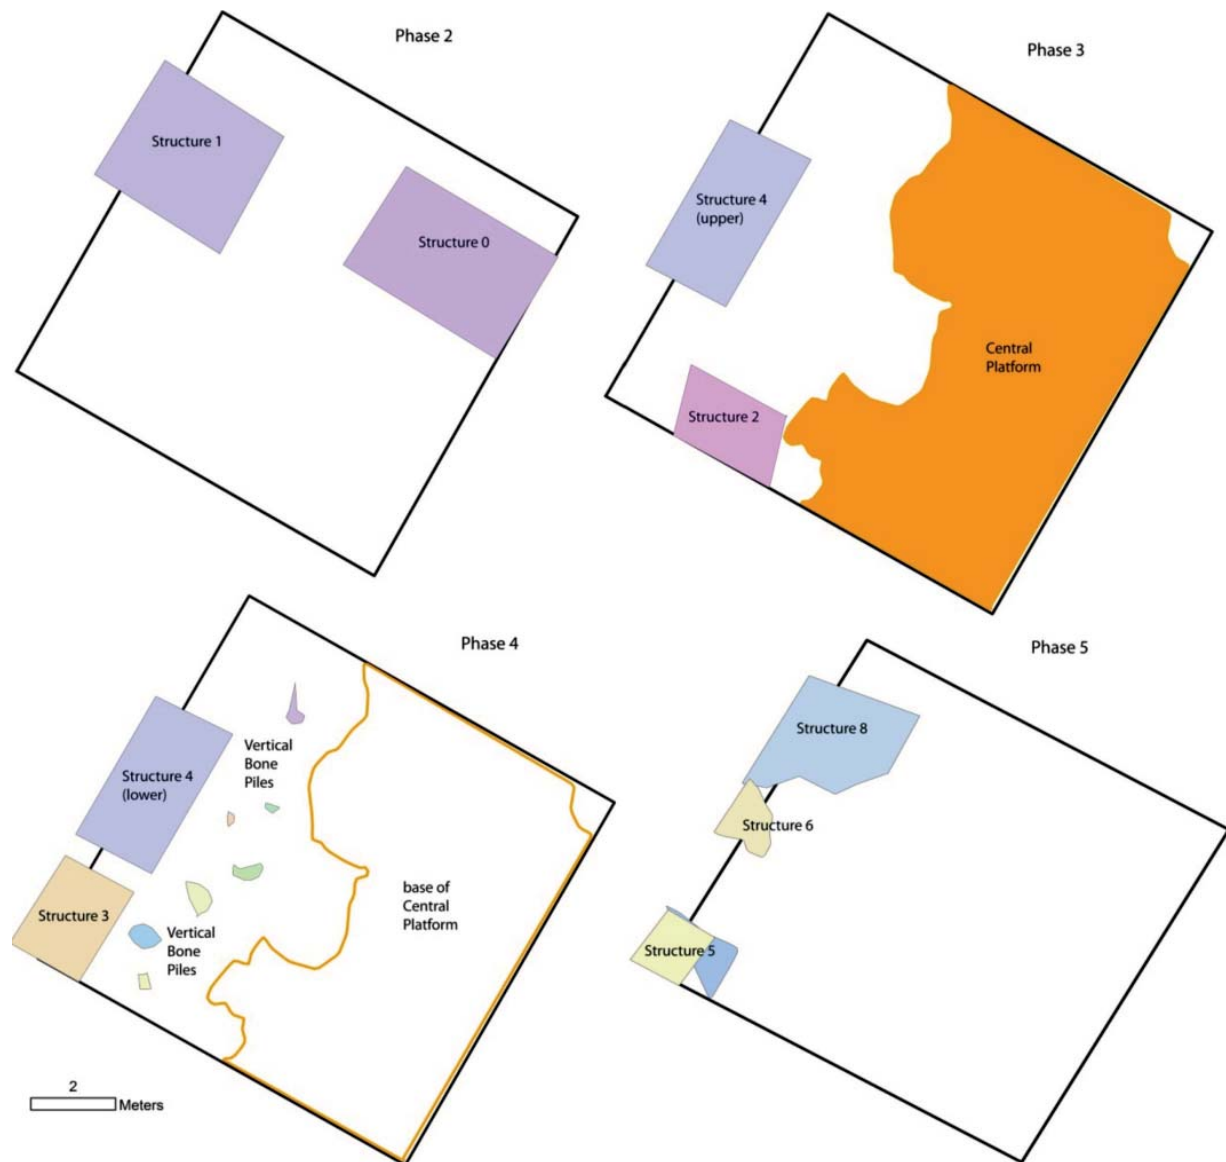 Phase 2
Structure 1
Structure 0
Phase 3
Structure 4
(upper)
Structure 2
Central
Platform
Phase 4
Vertical
Bone
Piles
Structure 4
(lower)
Structure 3
Vertical
Bone
Piles
base of
Central
Platform
2
Meters
Phase 5
Structure 8
Structure 6
Structure 5